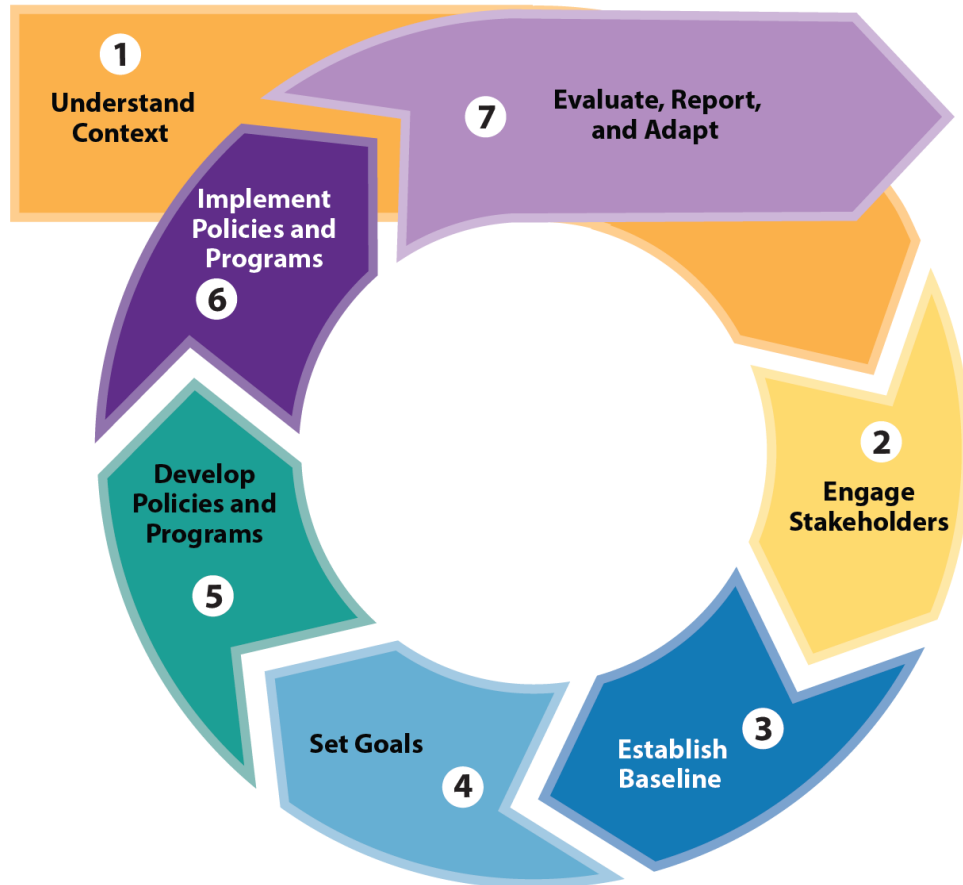 1
Understand
Context
2
Engage
Stakeholders
3
Establish
Baseline
4
Set Goals
5
Develop
Policies and
Programs
6
Implement
Policies and
Programs
7
Evaluate, Report,
and Adapt